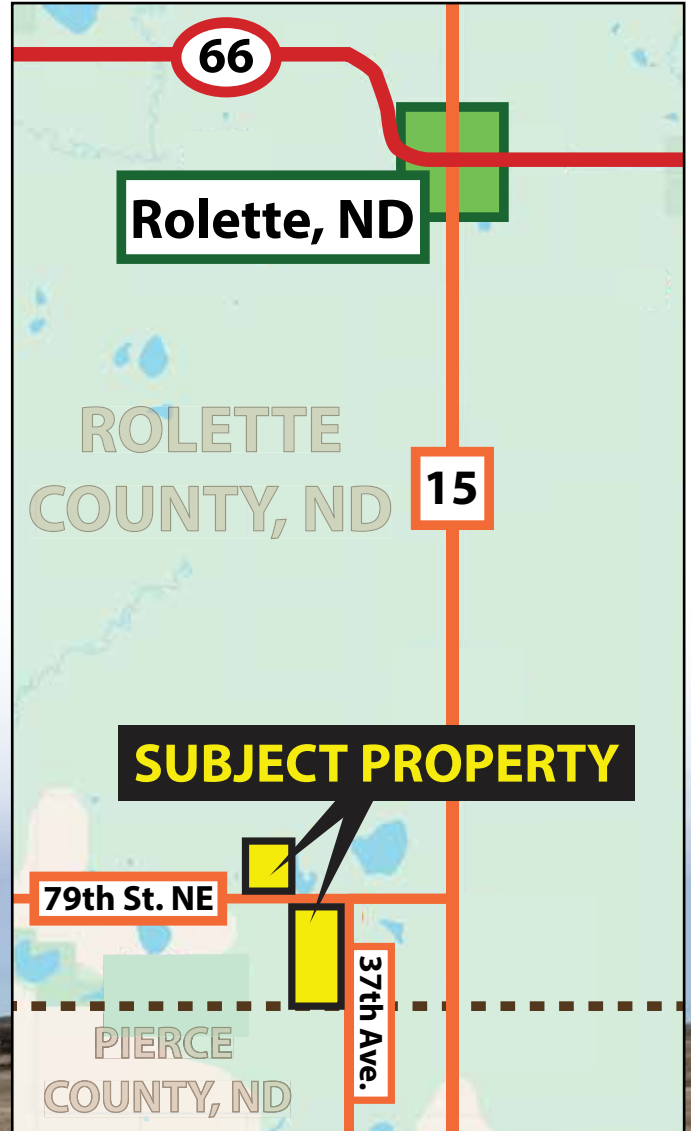 66
Rolette, ND
ROLETTE
COUNTY, ND
15
SUBJECT PROPERTY
79th St. NE
37th Ave.
PIERCE
COUNTY, ND